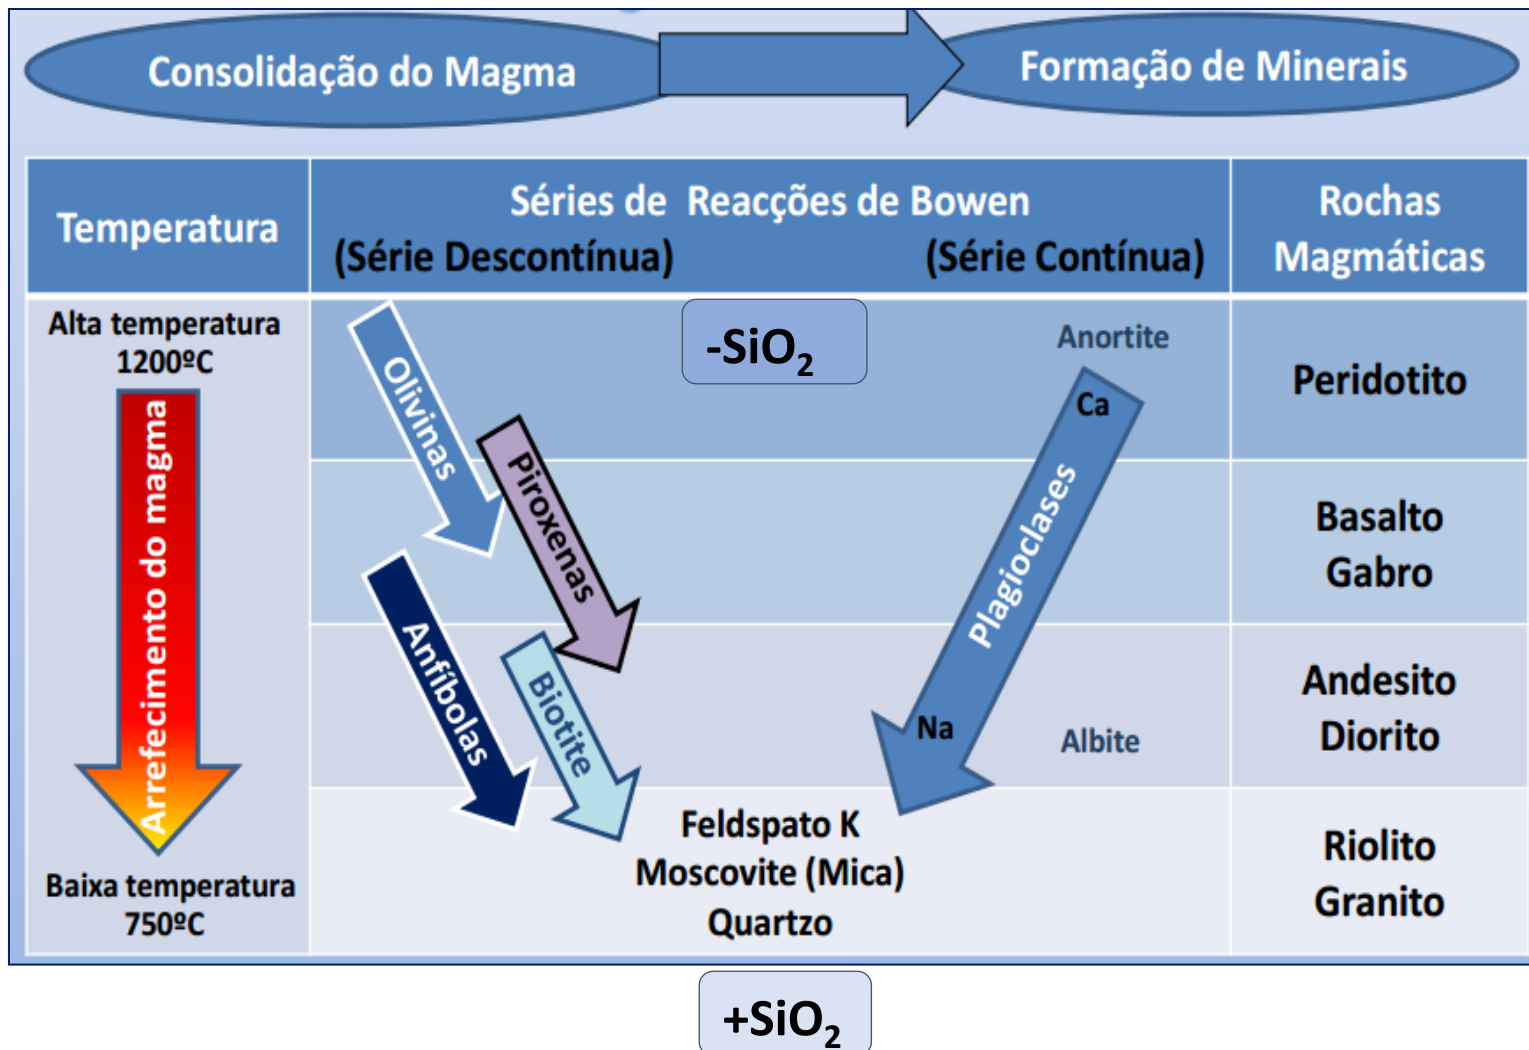 Consolidação do Magma
Formação de Minerais
Temperatura
Séries de Reacções de Bowen
(Série Descontínua)
(Série Contínua)
Rochas
Magmáticas
Alta temperatura
1200ºC
Arrefecimento do magma
Baixa temperatura
750ºC
Olivinas
Piroxenas
Anfíbolas
Biotite
-SiO₂
Anortite
Ca
Plagioclases
Na
Albite
Feldspato K
Moscovite (Mica)
Quartzo
Peridotito
Basalto
Gabro
Andesito
Diorito
Riolito
Granito
+SiO₂